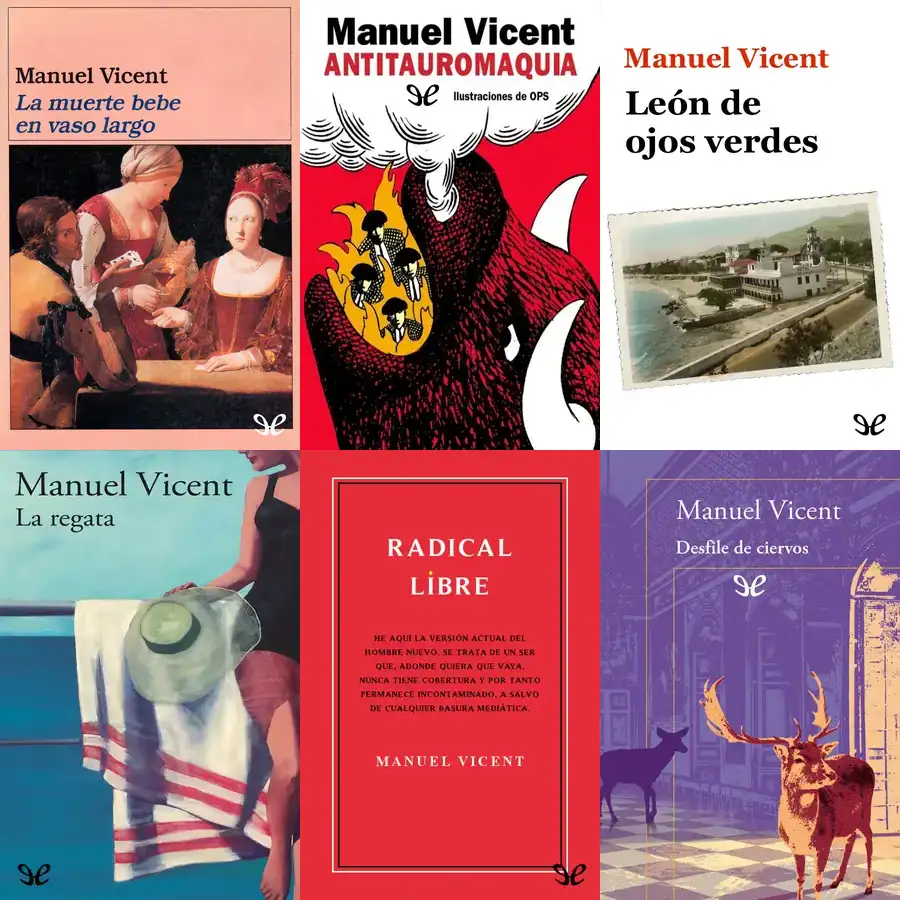 Manuel Vicent
La muerte bebe
en vaso largo
Manuel Vicent
ANTITAUROMAQUIA
Ilustraciones de OPS
Manuel Vicent
León de
ojos verdes
Manuel Vicent
La regata
RADICAL
LIBRE
HE AQUÍ LA VERSIÓN ACTUAL DEL
HOMBRE NUEVO. SE TRATA DE UN SER
QUE, ADONDE QUIERA QUE VAYA,
NUNCA TIENE COBERTURA Y POR TANTO
PERMANECE INCONTAMINADO, A SALVO
DE CUALQUIER BASURA MEDIÁTICA.
MANUEL VICENT
Manuel Vicent
Desfile de ciervos